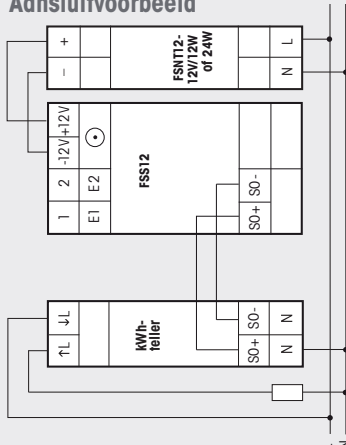 Aansluitvoorbeeld
+
−
FSNT12-
12V/12W
of 24W
L
N
-12V +12V
2
1
E2
E1
FSS12
S0-
S0+
↓L
↑L
kWh-
teller
S0-
S0+
N
N